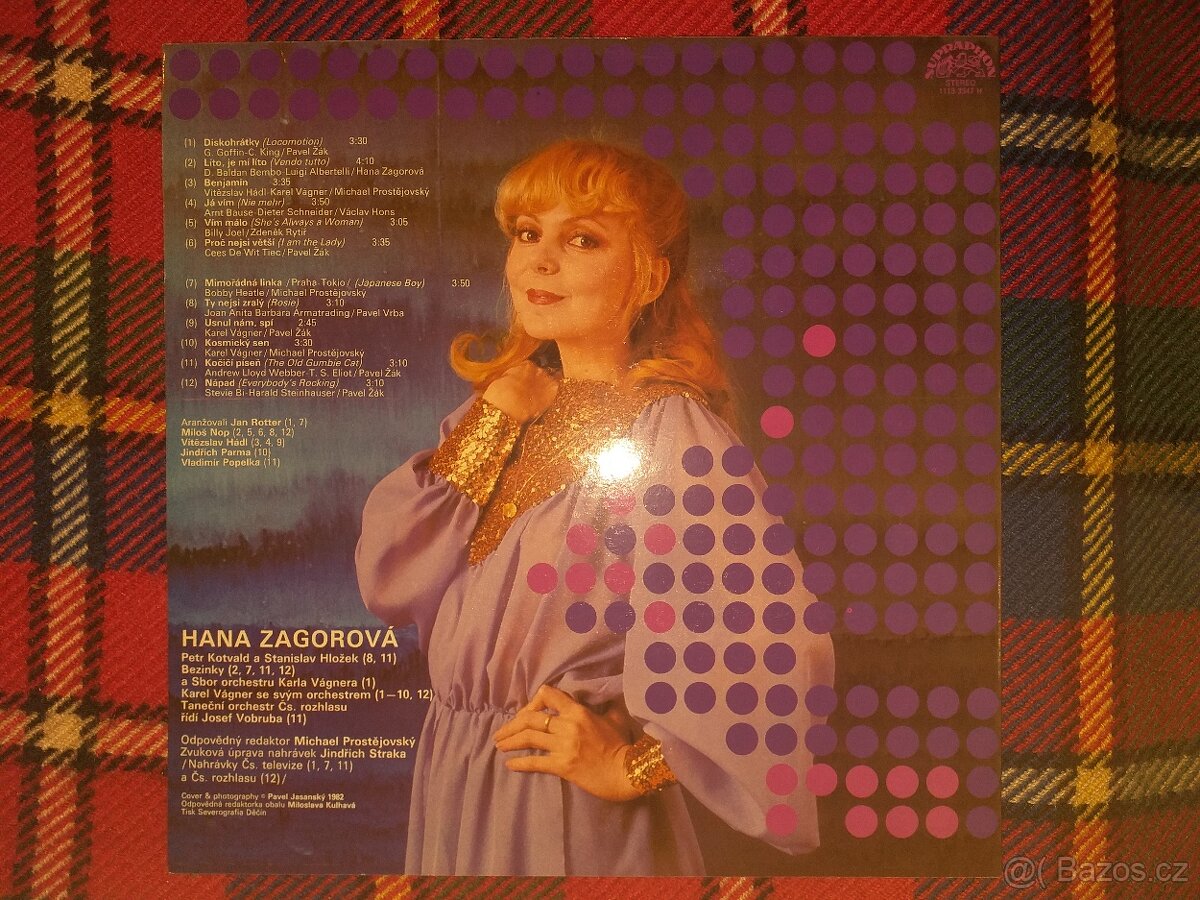 SUPRAPHON
STEREO
1113 3347 H
(1) Diskohrátky (Locomotion) 3:30
G. Goffin-C. King/Pavel Žák
(2) Líto, je mi líto (Vendo tutto) 4:10
D. Baldan Bembo-Luigi Albertelli/Hana Zagorová
(3) Benjamín 3:35
Vítězslav Hádl-Karel Vágner/Michael Prostějovský
(4) Já vím (Nie mehr) 3:50
Arnt Bause-Dieter Schneider/Václav Hons
(5) Vím málo (She's Always a Woman) 3:05
Billy Joel/Zdeněk Rytíř
(6) Proč nejsi větší (I am the Lady) 3:35
Cees De Wit Tiec/Pavel Žák
(7) Mimořádná linka /Praha-Tokio/ (Japanese Boy) 3:50
Bobby Heatle/Michael Prostějovský
(8) Ty nejsi zralý (Rosie) 3:10
Joan Anita Barbara Armatrading/Pavel Vrba
(9) Usnul nám, spí 2:45
Karel Vágner/Pavel Žák
(10) Kosmický sen 3:30
Karel Vágner/Michael Prostějovský
(11) Kočičí píseň (The Old Gumbie Cat) 3:10
Andrew Lloyd Webber-T. S. Eliot/Pavel Žák
(12) Nápad (Everybody's Rocking) 3:10
Stevie Bi-Harald Steinhauser/Pavel Žák
Aranžovali Jan Rotter (1, 7)
Miloš Nop (2, 5, 6, 8, 12)
Vítězslav Hádl (3, 4, 9)
Jindřich Parma (10)
Vladimír Popelka (11)
HANA ZAGOROVÁ
Petr Kotvald a Stanislav Hložek (8, 11)
Bezinky (2, 7, 11, 12)
a Sbor orchestru Karla Vágnera (1)
Karel Vágner se svým orchestrem (1—10, 12)
Taneční orchestr Čs. rozhlasu
řídí Josef Vobruba (11)
Odpovědný redaktor Michael Prostějovský
Zvuková úprava nahrávek Jindřich Straka
/Nahrávky Čs. televize (1, 7, 11)
a Čs. rozhlasu (12)/
Cover & photography © Pavel Jasanský 1982
Odpovědná redaktorka obalu Miloslava Kulhavá
Tisk Severografia Děčín
@( Bazos.cz